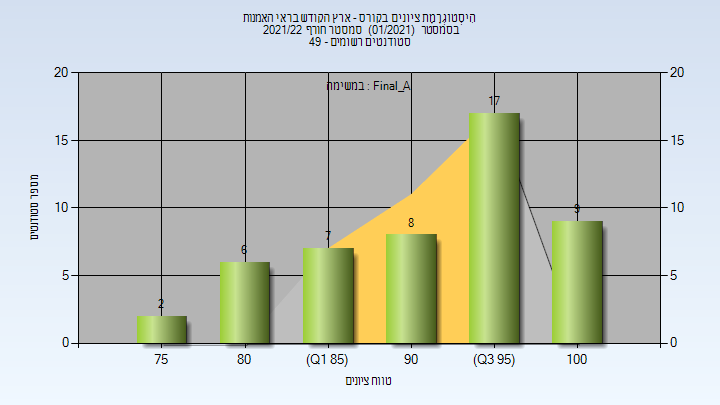 היסטוגרמת ציונים בקורס - ארץ הקודש בראי האמנות
בסמסטר (01/2021) סמסטר חורף 2021/22
סטודנטים רשומים - 49
במשימה : Final_A
20
15
10
5
0
20
15
10
5
0
מספר סטודנטים
2
6
7
8
17
9
75
80
(Q1 85)
90
(Q3 95)
100
טווח ציונים